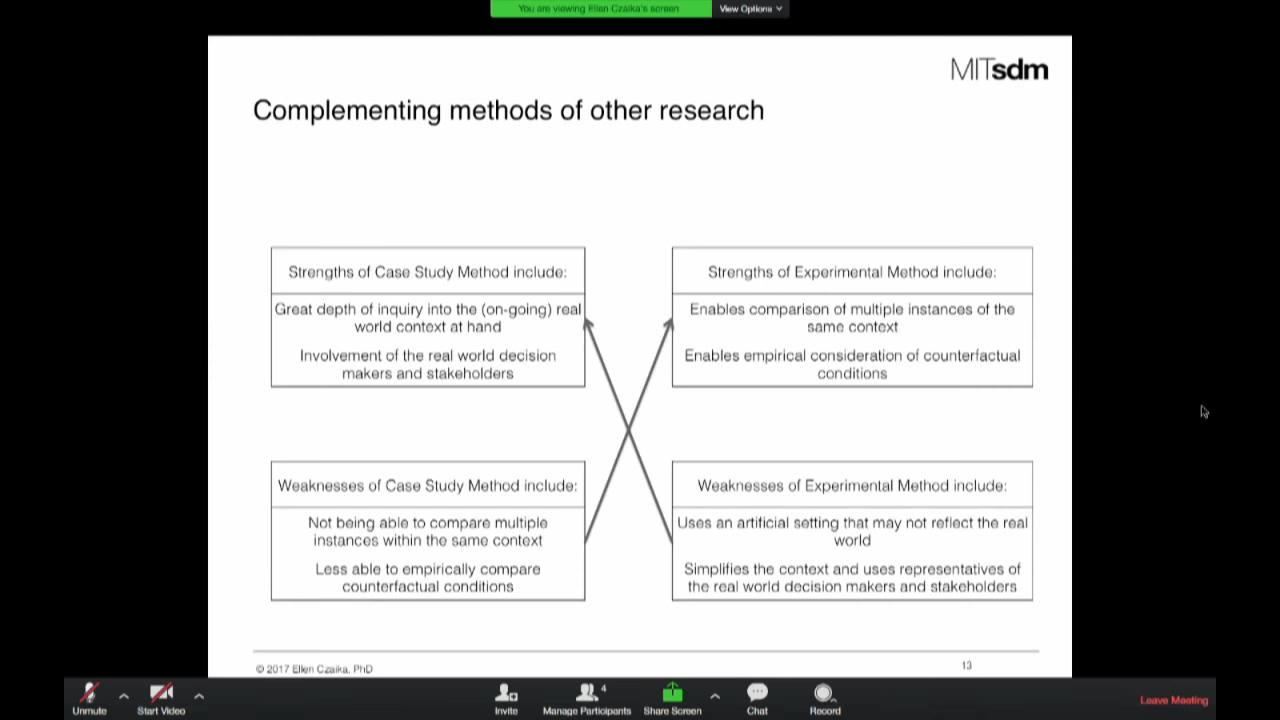 You are viewing Ellen Czaika's screen
View Options
MITsdm
Complementing methods of other research
Strengths of Case Study Method include:
Great depth of inquiry into the (on-going) real
world context at hand
Involvement of the real world decision
makers and stakeholders
Strengths of Experimental Method include:
Enables comparison of multiple instances of the
same context
Enables empirical consideration of counterfactual
conditions
Weaknesses of Case Study Method include:
Not being able to compare multiple
instances within the same context
Less able to empirically compare
counterfactual conditions
Weaknesses of Experimental Method include:
Uses an artificial setting that may not reflect the real
world
Simplifies the context and uses representatives of
the real world decision makers and stakeholders
© 2017 Ellen Czaika, PhD
13
Unmute
Start Video
Invite
4
Manage Participants
Share Screen
Chat
Record
Leave Meeting